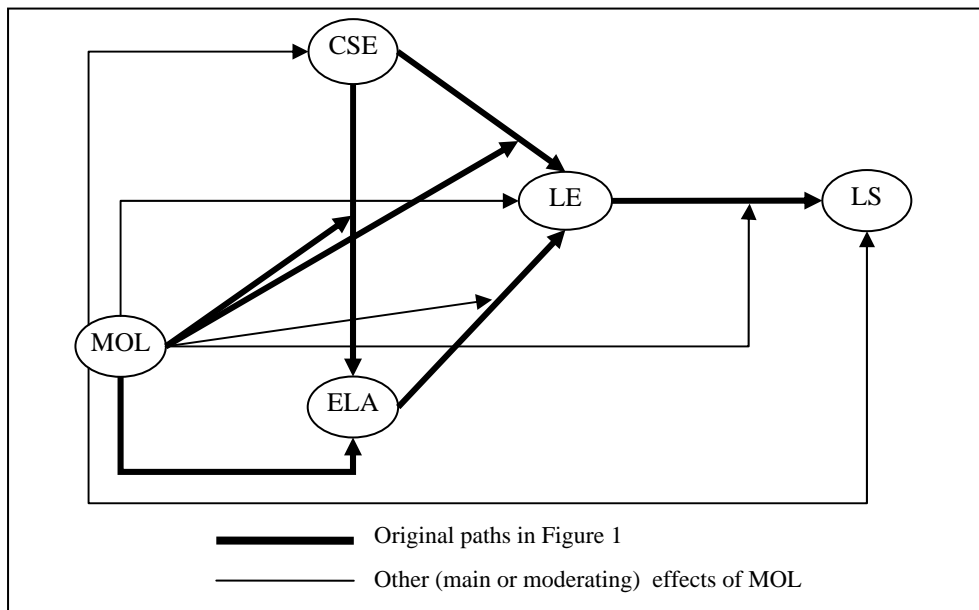 CSE
LE
LS
MOL
ELA
Original paths in Figure 1
Other (main or moderating) effects of MOL